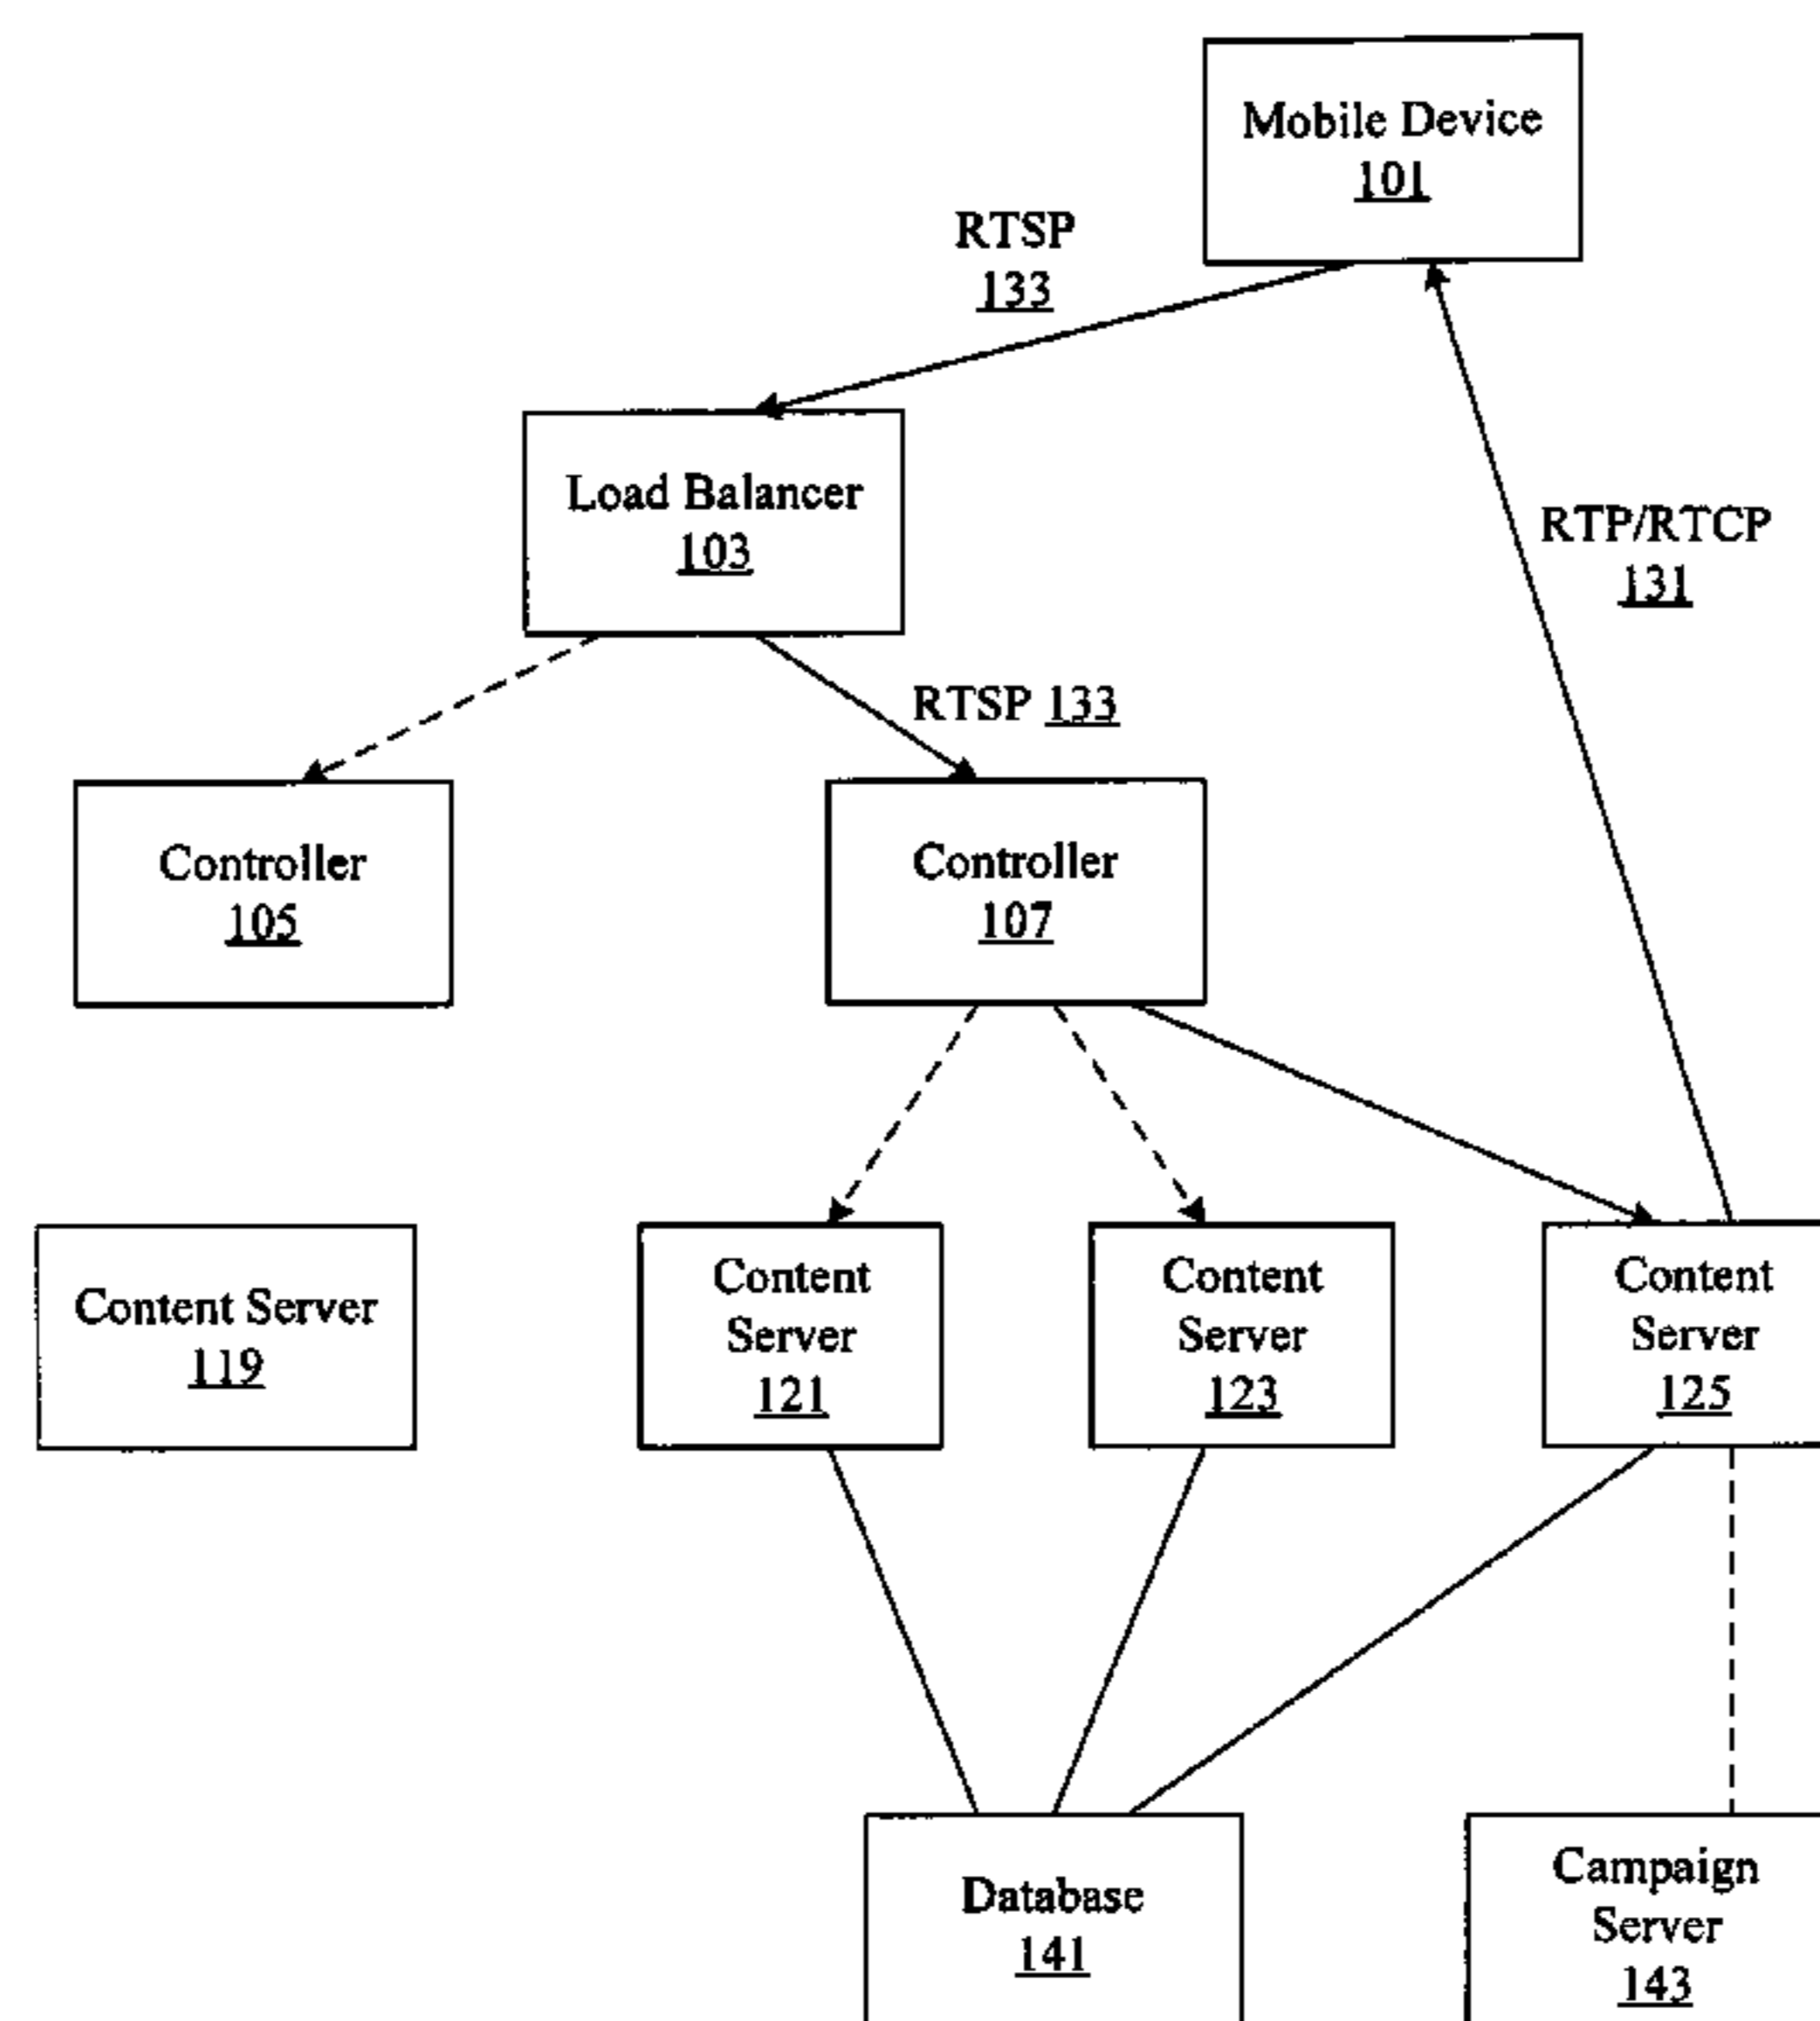 Mobile Device
101
RTSP
133
Load Balancer
103
RTP/RTCP
131
RTSP 133
Controller
105
Controller
107
Content Server
119
Content
Server
121
Content
Server
123
Content
Server
125
Database
141
Campaign
Server
143